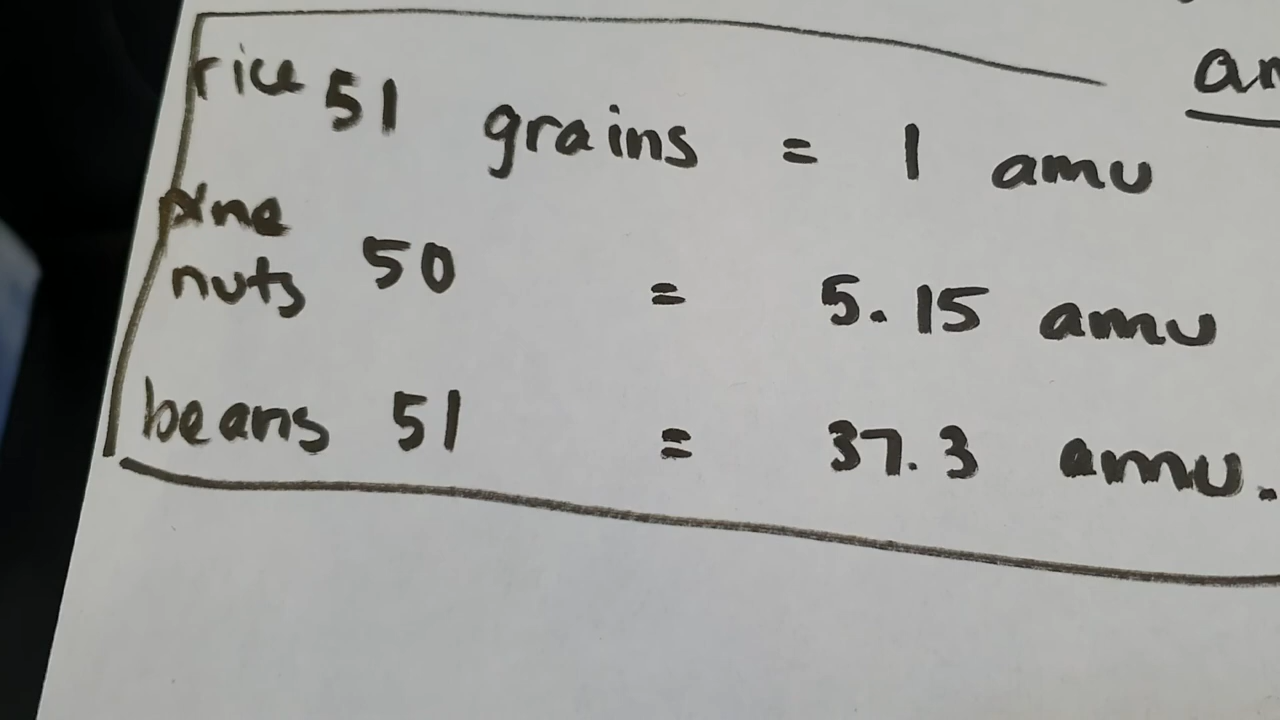 rice 51 grains = 1 amu
pine
nuts 50 = 5.15 amu
beans 51 = 37.3 amu.